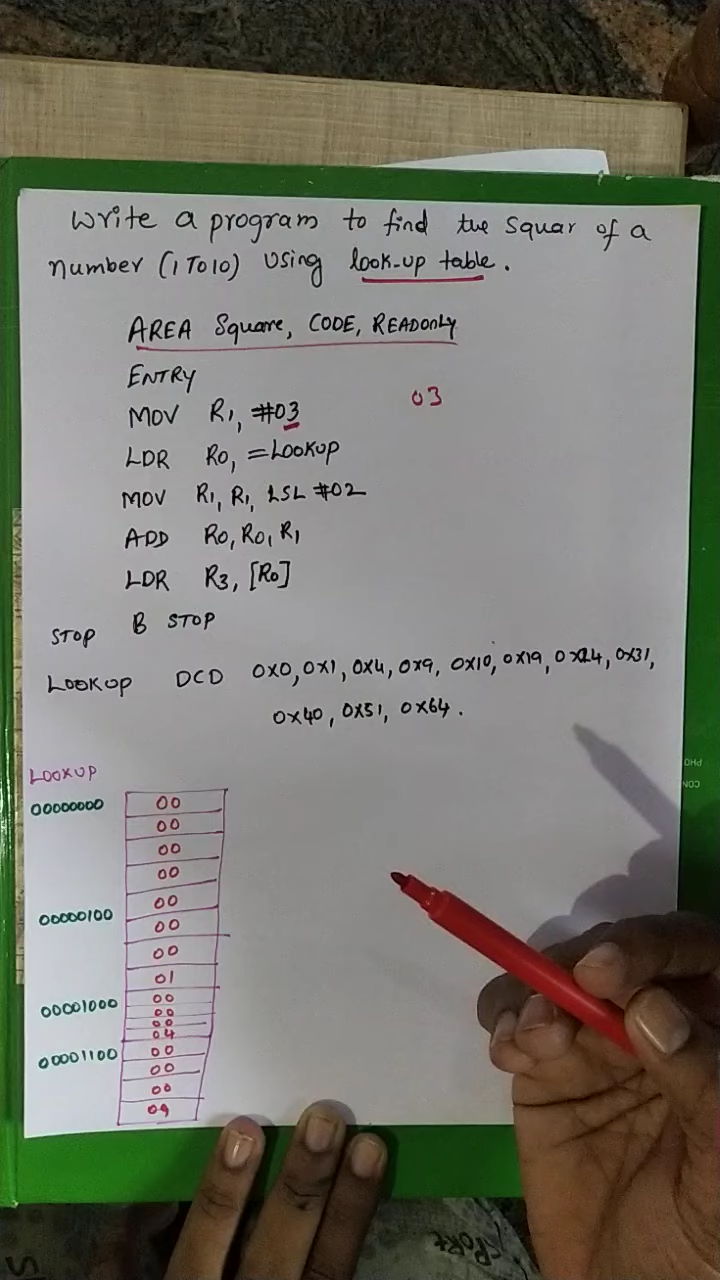 Write a program to find the Squar of a
number (1 TO 10) Using look-up table.
AREA Square, CODE, READONLY
ENTRY
MOV R1, #03
03
LDR R0, =LOOKUP
MOV R1, R1, LSL #02
ADD R0, R0, R1
LDR R3, [R0]
STOP B STOP
LOOKUP DCD 0X0, 0X1, 0X4, 0X9, 0X10, 0X19, 0X24, 0X31,
0X40, 0X51, 0X64.
LOOKUP
00000000 00
00
00
00
00000100 00
00
00
01
00001000 00
00
00
04
00001100 00
00
00
09